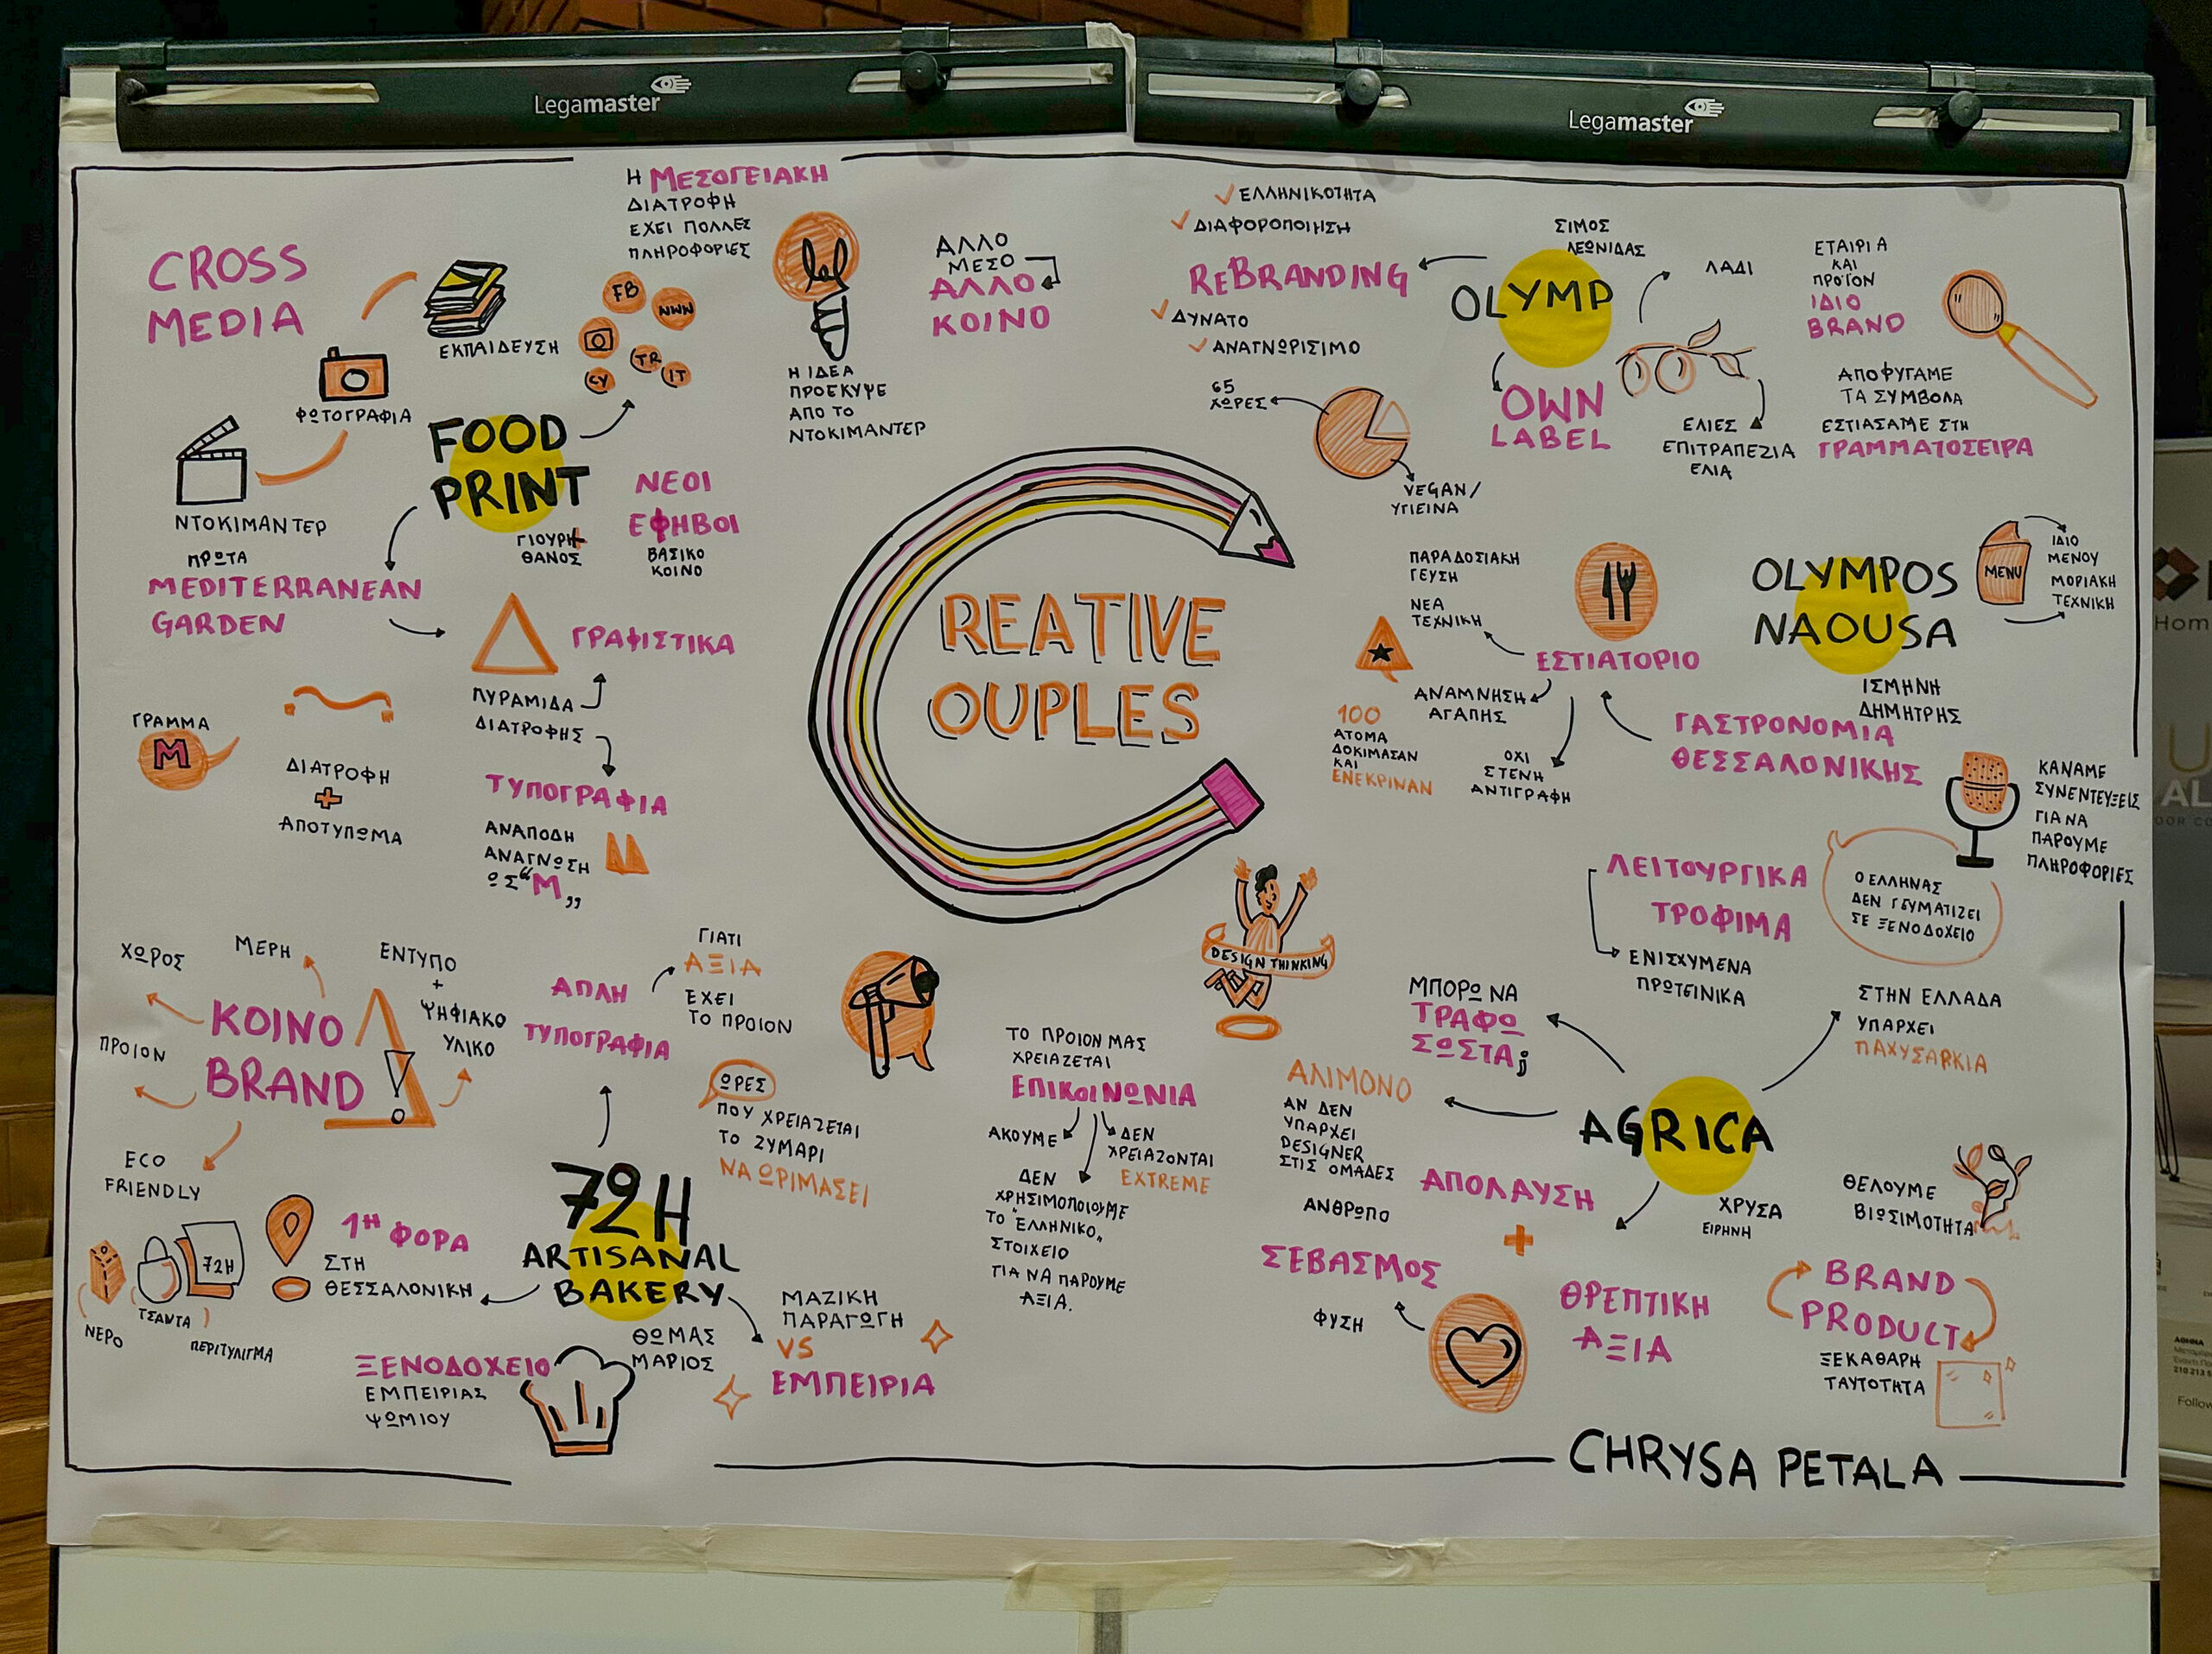 Legamaster
Legamaster
CROSS
MEDIA
ΕΚΠΑΙΔΕΥΣΗ
ΦΩΤΟΓΡΑΦΙΑ
ΝΤΟΚΙΜΑΝΤΕΡ
FOOD
PRINT
ΓΙΟΥΡΗ
ΘΑΝΟΣ
Η ΜΕΣΟΓΕΙΑΚΗ
ΔΙΑΤΡΟΦΗ
ΕΧΕΙ ΠΟΛΛΕΣ
ΠΛΗΡΟΦΟΡΙΕΣ
FB
WWW
TR
CY
IT
Η ΙΔΕΑ
ΠΡΟΕΚΥΨΕ
ΑΠΟ ΤΟ
ΝΤΟΚΙΜΑΝΤΕΡ
ΑΛΛΟ
ΜΕΣΟ
ΑΛΛΟ
ΚΟΙΝΟ
ΝΕΟΙ
ΕΦΗΒΟΙ
ΒΑΣΙΚΟ
ΚΟΙΝΟ
ΠΡΩΤΑ
MEDITERRANEAN
GARDEN
ΓΡΑΦΙΣΤΙΚΑ
ΠΥΡΑΜΙΔΑ
ΔΙΑΤΡΟΦΗΣ
ΤΥΠΟΓΡΑΦΙΑ
ΑΝΑΠΟΔΗ
ΑΝΑΓΝΩΣΗ
ΩΣ "Μ"
ΓΡΑΜΜΑ
M
ΔΙΑΤΡΟΦΗ
+
ΑΠΟΤΥΠΩΜΑ
CREATIVE
COUPLES
✓ ΕΛΛΗΝΙΚΟΤΗΤΑ
✓ ΔΙΑΦΟΡΟΠΟΙΗΣΗ
REBRANDING
✓ ΔΥΝΑΤΟ
✓ ΑΝΑΓΝΩΡΙΣΙΜΟ
65
ΧΩΡΕΣ
VEGAN/
ΥΓΙΕΙΝΑ
ΣΙΜΟΣ
ΛΕΩΝΙΔΑΣ
OLYMP
OWN
LABEL
ΛΑΔΙ
ΕΛΙΕΣ
ΕΠΙΤΡΑΠΕΖΙΑ
ΕΛΙΑ
ΕΤΑΙΡΙΑ
ΚΑΙ
ΠΡΟΪΟΝ
ΙΔΙΟ
BRAND
ΑΠΟΦΥΓΑΜΕ
ΤΑ ΣΥΜΒΟΛΑ
ΕΣΤΙΑΣΑΜΕ ΣΤΗ
ΓΡΑΜΜΑΤΟΣΕΙΡΑ
OLYMPOS
NAOUSA
ΙΣΜΗΝΗ
ΔΗΜΗΤΡΗΣ
MENU
ΙΔΙΟ
ΜΕΝΟΥ
ΜΟΡΙΑΚΗ
ΤΕΧΝΙΚΗ
ΠΑΡΑΔΟΣΙΑΚΗ
ΓΕΥΣΗ
ΝΕΑ
ΤΕΧΝΙΚΗ
ΕΣΤΙΑΤΟΡΙΟ
ΑΝΑΜΝΗΣΗ
ΑΓΑΠΗΣ
ΟΧΙ
ΣΤΕΝΗ
ΑΝΤΙΓΡΑΦΗ
100
ΑΤΟΜΑ
ΔΟΚΙΜΑΣΑΝ
ΚΑΙ
ΕΝΕΚΡΙΝΑΝ
ΓΑΣΤΡΟΝΟΜΙΑ
ΘΕΣΣΑΛΟΝΙΚΗΣ
ΚΑΝΑΜΕ
ΣΥΝΕΝΤΕΥΞΕΙΣ
ΓΙΑ ΝΑ
ΠΑΡΟΥΜΕ
ΠΛΗΡΟΦΟΡΙΕΣ
Ο ΕΛΛΗΝΑΣ
ΔΕΝ ΓΕΥΜΑΤΙΖΕΙ
ΣΕ ΞΕΝΟΔΟΧΕΙΟ
ΛΕΙΤΟΥΡΓΙΚΑ
ΤΡΟΦΙΜΑ
ΕΝΙΣΧΥΜΕΝΑ
ΠΡΩΤΕΙΝΙΚΑ
ΧΩΡΟΣ
ΜΕΡΗ
ΕΝΤΥΠΟ
+
ΨΗΦΙΑΚΟ
ΥΛΙΚΟ
ΚΟΙΝΟ
BRAND
ΠΡΟΙΟΝ
ECO
FRIENDLY
72H
ΝΕΡΟ
ΤΣΑΝΤΑ
ΠΕΡΙΤΥΛΙΓΜΑ
ΑΠΛΗ
ΤΥΠΟΓΡΑΦΙΑ
ΓΙΑΤΙ
ΑΞΙΑ
ΕΧΕΙ
ΤΟ ΠΡΟΙΟΝ
ΩΡΕΣ
ΠΟΥ ΧΡΕΙΑΖΕΤΑΙ
ΤΟ ΖΥΜΑΡΙ
ΝΑ ΩΡΙΜΑΣΕΙ
72H
ARTISANAL
BAKERY
ΘΩΜΑΣ
ΜΑΡΙΟΣ
1Η ΦΟΡΑ
ΣΤΗ
ΘΕΣΣΑΛΟΝΙΚΗ
ΞΕΝΟΔΟΧΕΙΟ
ΕΜΠΕΙΡΙΑΣ
ΨΩΜΙΟΥ
ΜΑΖΙΚΗ
ΠΑΡΑΓΩΓΗ
VS
ΕΜΠΕΙΡΙΑ
DESIGN THINKING
ΤΟ ΠΡΟΙΟΝ ΜΑΣ
ΧΡΕΙΑΖΕΤΑΙ
ΕΠΙΚΟΙΝΩΝΙΑ
ΑΚΟΥΜΕ
ΔΕΝ
ΧΡΕΙΑΖΟΝΤΑΙ
EXTREME
ΔΕΝ
ΧΡΗΣΙΜΟΠΟΙΟΥΜΕ
ΤΟ "ΕΛΛΗΝΙΚΟ"
ΣΤΟΙΧΕΙΟ
ΓΙΑ ΝΑ ΠΑΡΟΥΜΕ
ΑΞΙΑ.
ΜΠΟΡΩ ΝΑ
ΤΡΑΦΩ
ΣΩΣΤΑ;
ΣΤΗΝ ΕΛΛΑΔΑ
ΥΠΑΡΧΕΙ
ΠΑΧΥΣΑΡΚΙΑ
ΑΛΙΜΟΝΟ
ΑΝ ΔΕΝ
ΥΠΑΡΧΕΙ
DESIGNER
ΣΤΙΣ ΟΜΑΔΕΣ
AGRICA
ΧΡΥΣΑ
ΕΙΡΗΝΗ
ΘΕΛΟΥΜΕ
ΒΙΩΣΙΜΟΤΗΤΑ
ΑΠΟΛΑΥΣΗ
+
ΘΡΕΠΤΙΚΗ
ΑΞΙΑ
ΑΝΘΡΩΠΟ
ΣΕΒΑΣΜΟΣ
ΦΥΣΗ
BRAND
PRODUCT
ΞΕΚΑΘΑΡΗ
ΤΑΥΤΟΤΗΤΑ
CHRYSA PETALA